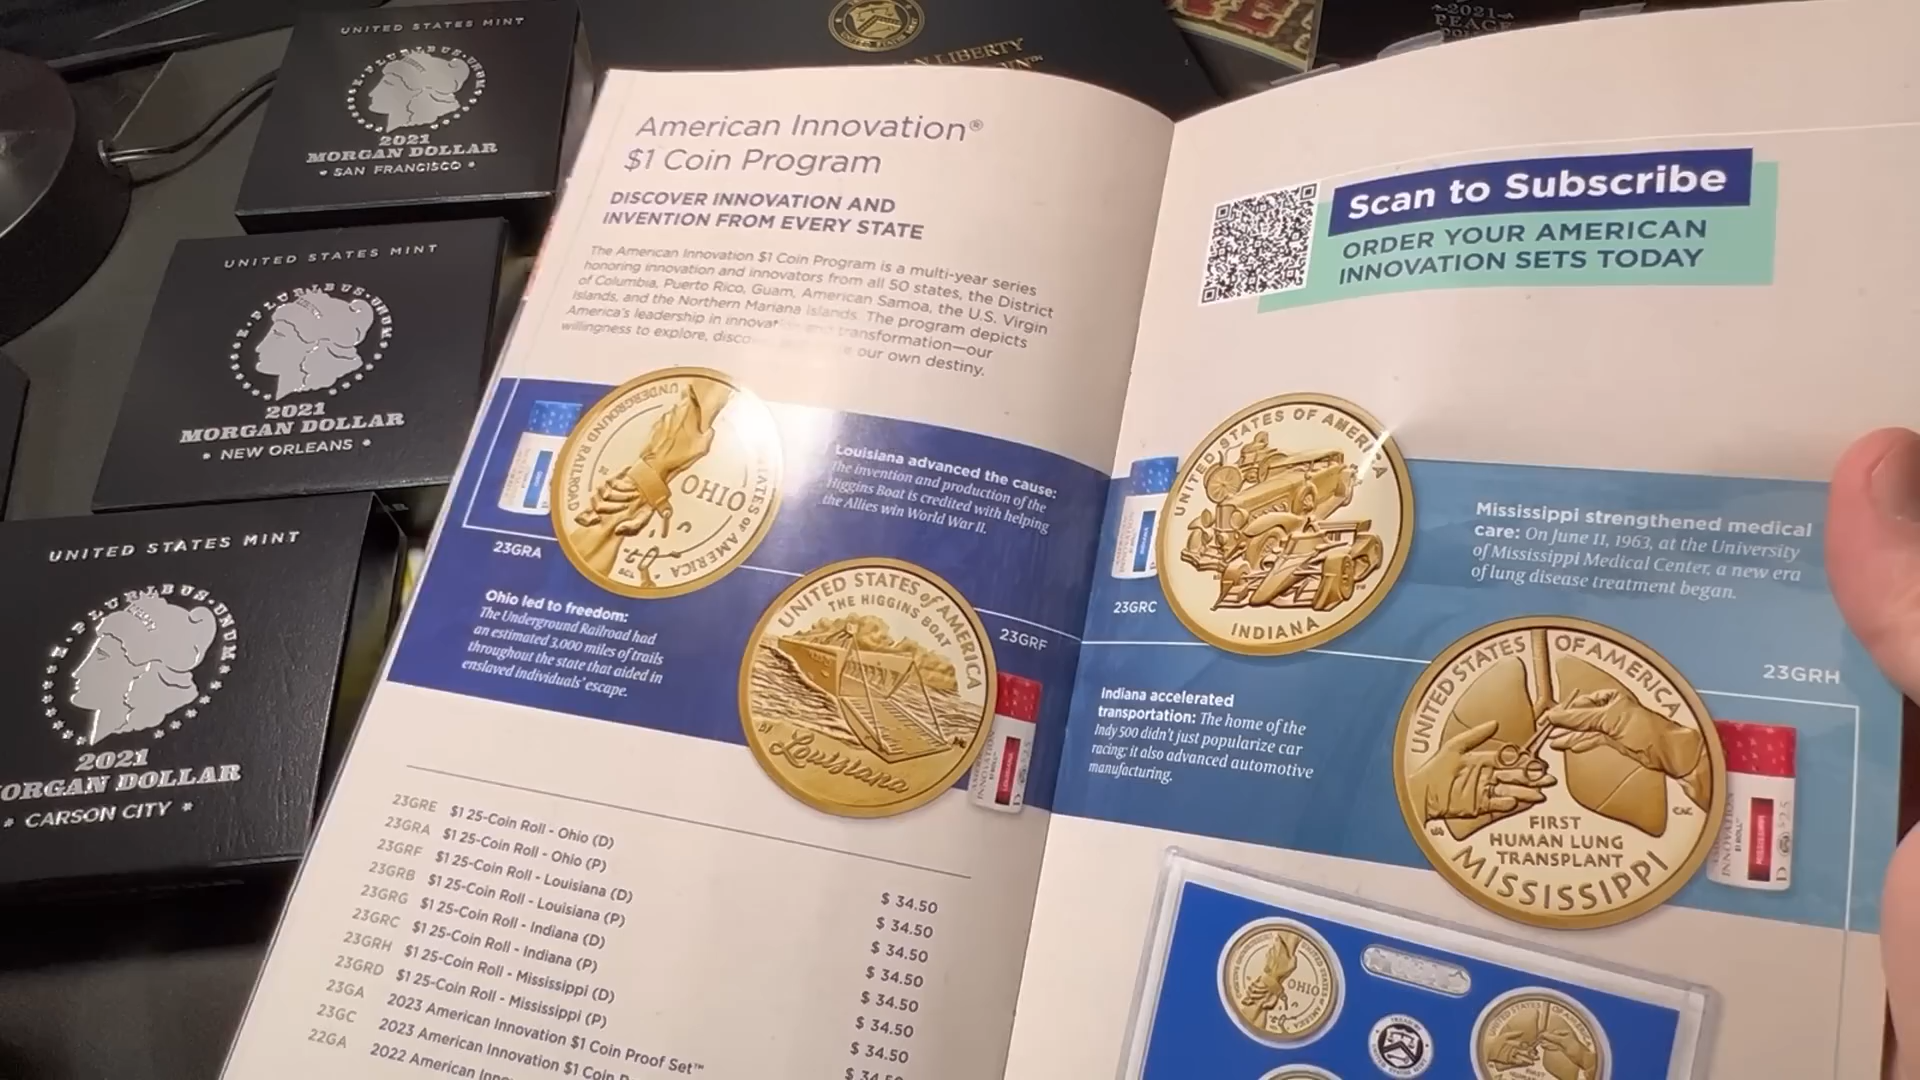 UNITED STATES MINT
E·PLURIBUS·UNUM
2021
MORGAN DOLLAR
• SAN FRANCISCO •
UNITED STATES MINT
E·PLURIBUS·UNUM
2021
MORGAN DOLLAR
• NEW ORLEANS •
UNITED STATES MINT
E·PLURIBUS·UNUM
2021
ORGAN DOLLAR
CARSON CITY
LIBERTY
2021
PEACE
American Innovation®
$1 Coin Program
DISCOVER INNOVATION AND
INVENTION FROM EVERY STATE
The American Innovation $1 Coin Program is a multi-year series
honoring innovation and innovators from all 50 states, the District
of Columbia, Puerto Rico, Guam, American Samoa, the U.S. Virgin
Islands, and the Northern Mariana Islands. The program depicts
America's leadership in innovat and transformation—our
willingness to explore, disco our own destiny.
UNDERGROUND RAILROAD
OHIO
STATES OF AMERICA
23GRA
Louisiana advanced the cause:
The invention and production of the
Higgins Boat is credited with helping
the Allies win World War II.
Ohio led to freedom:
The Underground Railroad had
an estimated 3,000 miles of trails
throughout the state that aided in
enslaved individuals' escape.
UNITED STATES of AMERICA
THE HIGGINS BOAT
Louisiana
23GRF
23GRE $1 25-Coin Roll - Ohio (D)
23GRA $1 25-Coin Roll - Ohio (P)
23GRF $1 25-Coin Roll - Louisiana (D) $ 34.50
23GRB $1 25-Coin Roll - Louisiana (P) $ 34.50
23GRG $1 25-Coin Roll - Indiana (D) $ 34.50
23GRC $1 25-Coin Roll - Indiana (P) $ 34.50
23GRH $1 25-Coin Roll - Mississippi (D) $ 34.50
23GRD $1 25-Coin Roll - Mississippi (P) $ 34.50
23GA 2023 American Innovation $1 Coin Proof Set™ $ 34.50
23GC 2023 American Innovation $1 Coin
22GA 2022 American
Scan to Subscribe
ORDER YOUR AMERICAN
INNOVATION SETS TODAY
UNITED STATES OF AMERICA
INDIANA
23GRC
Mississippi strengthened medical
care: On June 11, 1963, at the University
of Mississippi Medical Center, a new era
of lung disease treatment began.
Indiana accelerated
transportation: The home of the
Indy 500 didn't just popularize car
racing; it also advanced automotive
manufacturing.
23GRH
UNITED STATES OF AMERICA
FIRST
HUMAN LUNG
TRANSPLANT
MISSISSIPPI
OHIO